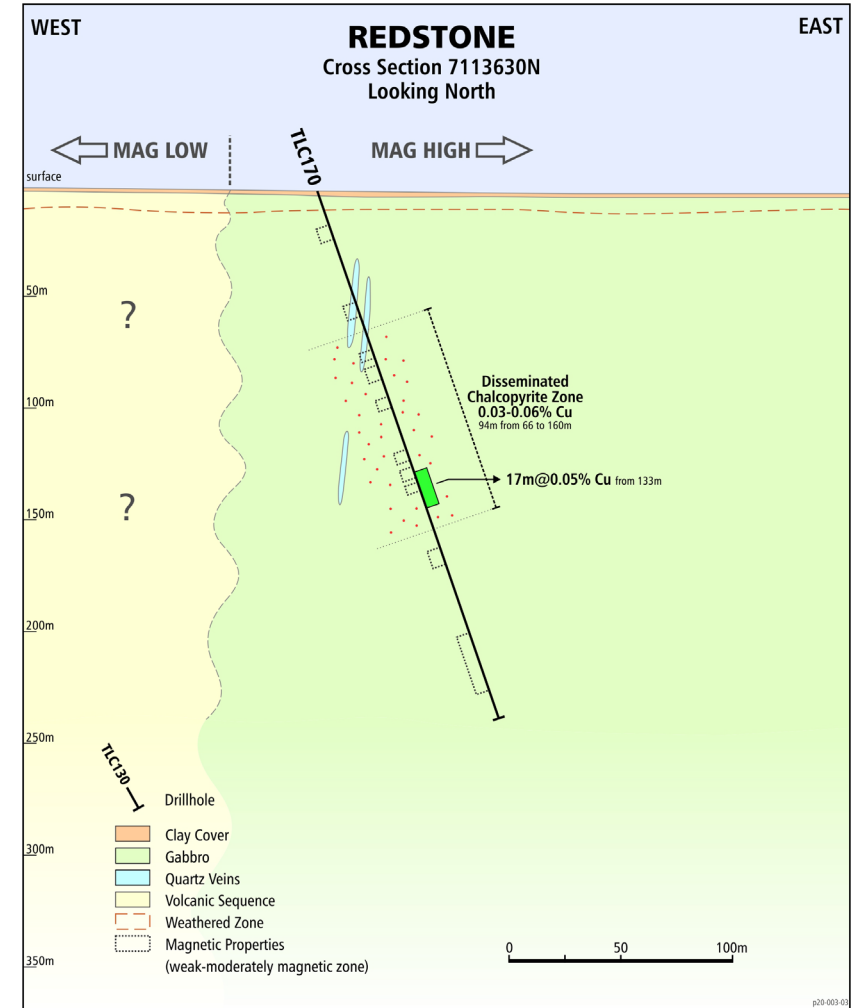 WEST
EAST
REDSTONE
Cross Section 7113630N
Looking North
MAG LOW
MAG HIGH
TLC170
surface
50m
?
Disseminated
Chalcopyrite Zone
0.03-0.06% Cu
94m from 66 to 160m
100m
17m@0.05% Cu from 133m
?
150m
200m
250m
TLC130
Drillhole
Clay Cover
300m
Gabbro
Quartz Veins
Volcanic Sequence
Weathered Zone
Magnetic Properties
(weak-moderately magnetic zone)
350m
0 50 100m
p20-003-03